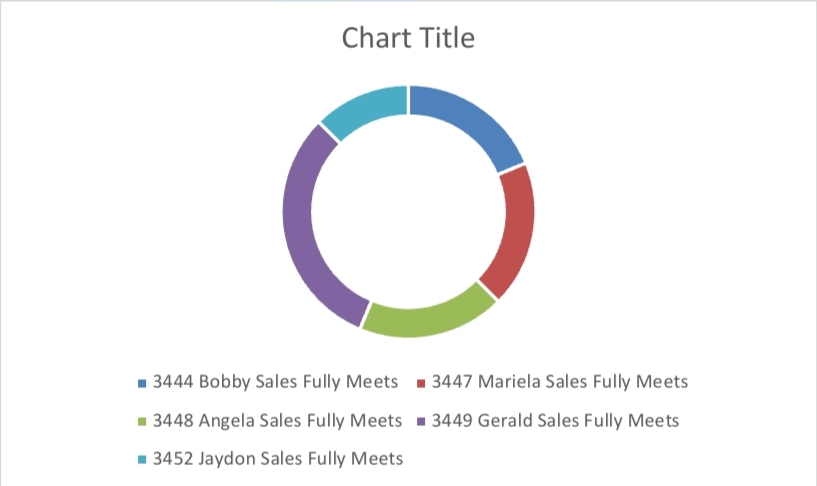 Chart Title
3444 Bobby Sales Fully Meets 3447 Mariela Sales Fully Meets
3448 Angela Sales Fully Meets 3449 Gerald Sales Fully Meets
3452 Jaydon Sales Fully Meets